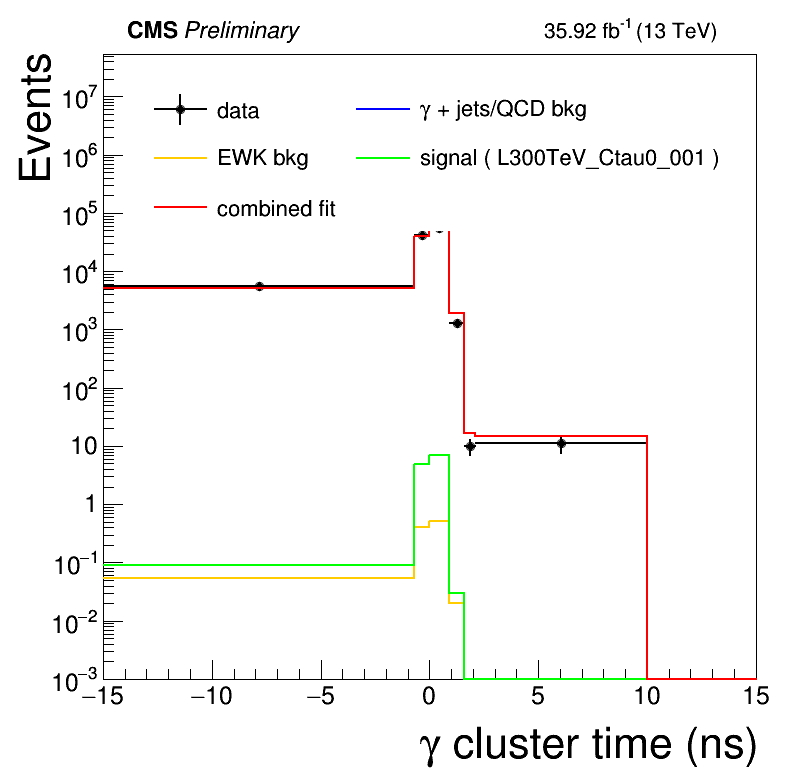 CMS Preliminary 35.92 fb⁻¹ (13 TeV)
Events
data
γ + jets/QCD bkg
EWK bkg
signal ( L300TeV_Ctau0_001 )
combined fit
10⁷
10⁶
10⁵
10⁴
10³
10²
10
1
10⁻¹
10⁻²
10⁻³
−15 −10 −5 0 5 10 15
γ cluster time (ns)